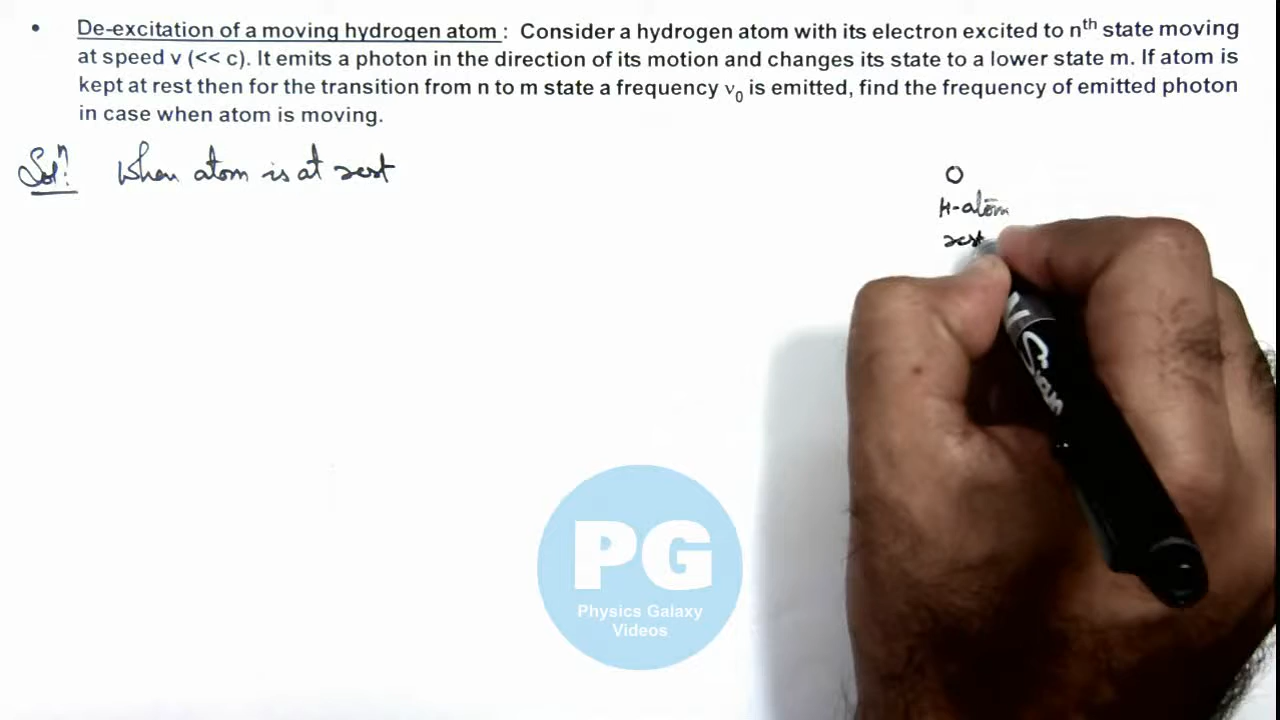 • De-excitation of a moving hydrogen atom : Consider a hydrogen atom with its electron excited to nth state moving
at speed v (<< c). It emits a photon in the direction of its motion and changes its state to a lower state m. If atom is
kept at rest then for the transition from n to m state a frequency ν0 is emitted, find the frequency of emitted photon
in case when atom is moving.
Solⁿ: When atom is at rest
H-atom
rest
Sian
PG
Physics Galaxy
Videos